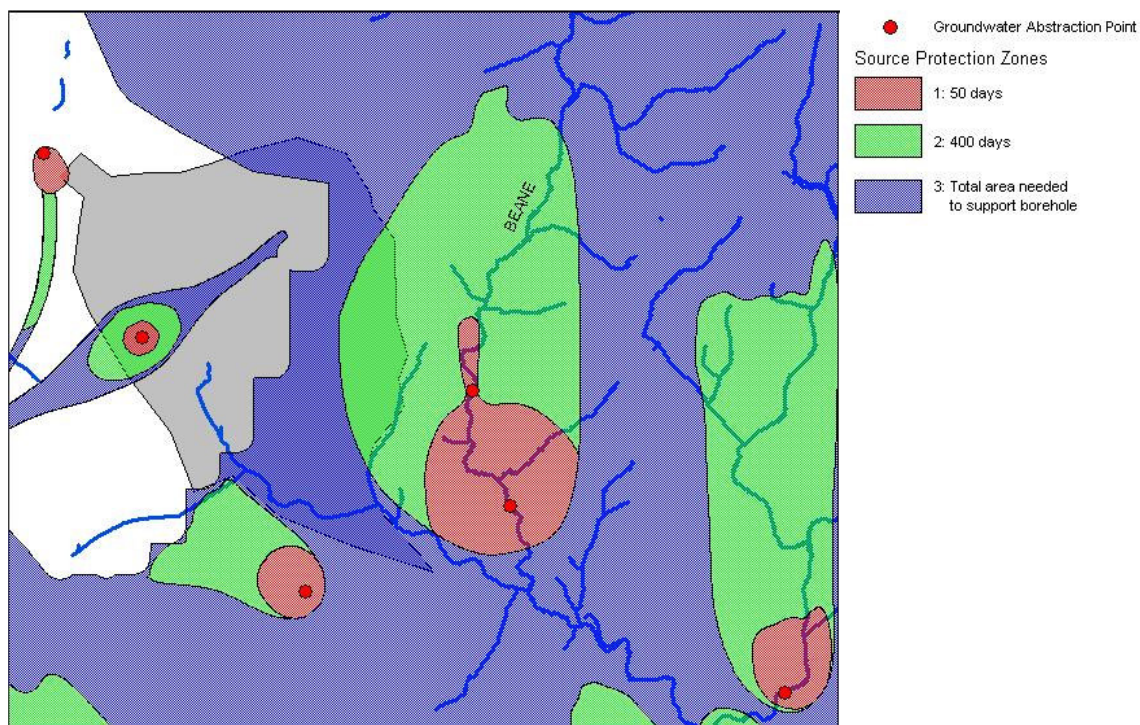 Groundwater Abstraction Point
Source Protection Zones
1: 50 days
2: 400 days
3: Total area needed
to support borehole
BEANE